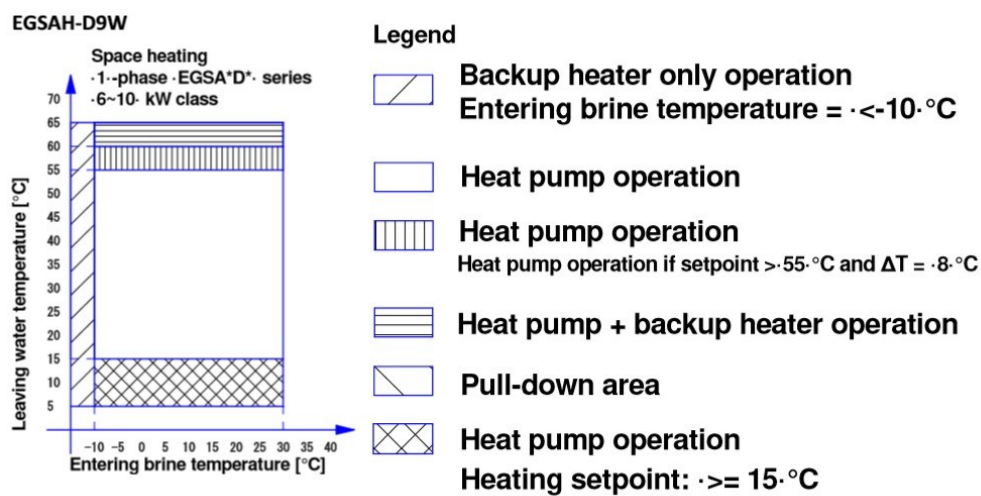 EGSAH-D9W
Space heating
·1·-phase ·EGSA*D*· series
·6~10· kW class
Leaving water temperature [°C]
70
65
60
55
50
45
40
35
30
25
20
15
10
5
−10 −5 0 5 10 15 20 25 30 35 40
Entering brine temperature [°C]
Legend
Backup heater only operation
Entering brine temperature = ·<-10·°C
Heat pump operation
Heat pump operation
Heat pump operation if setpoint >·55·°C and ΔT = ·8·°C
Heat pump + backup heater operation
Pull-down area
Heat pump operation
Heating setpoint: ·>= 15·°C